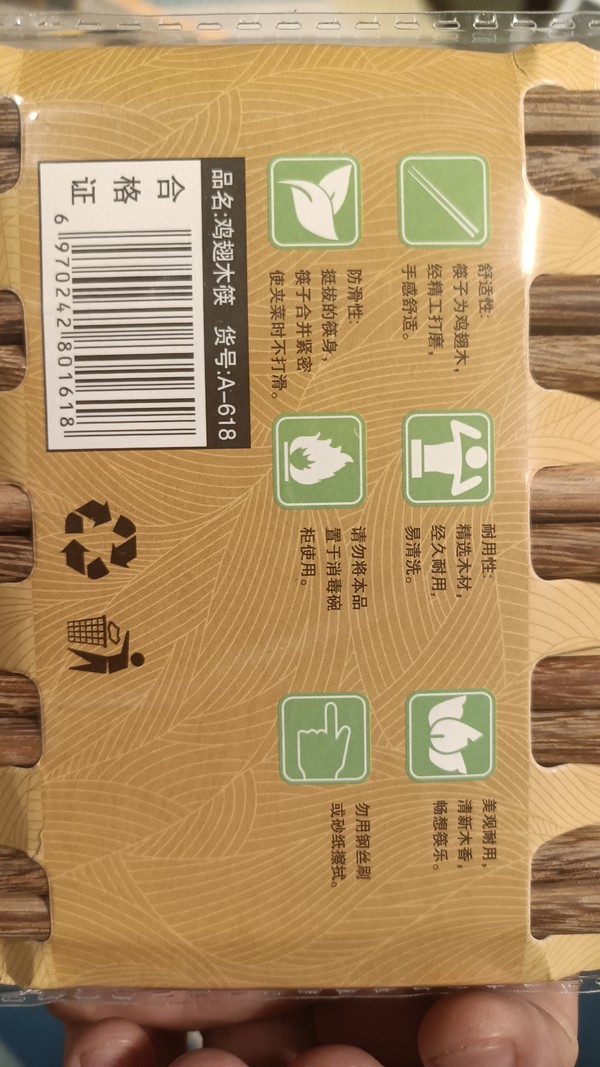 舒适性:
筷子为鸡翅木,
经精工打磨,
手感舒适。
耐用性:
精选木材,
经久耐用,
易清洗。
美观耐用,
清新木香,
畅想筷乐。
防滑性:
挺拔的筷身,
筷子合并紧密
使夹菜时不打滑。
请勿将本品
置于消毒碗
柜使用。
勿用钢丝刷
或砂纸擦拭。
品名:鸡翅木筷 货号:A-618
合格证
6970242801618